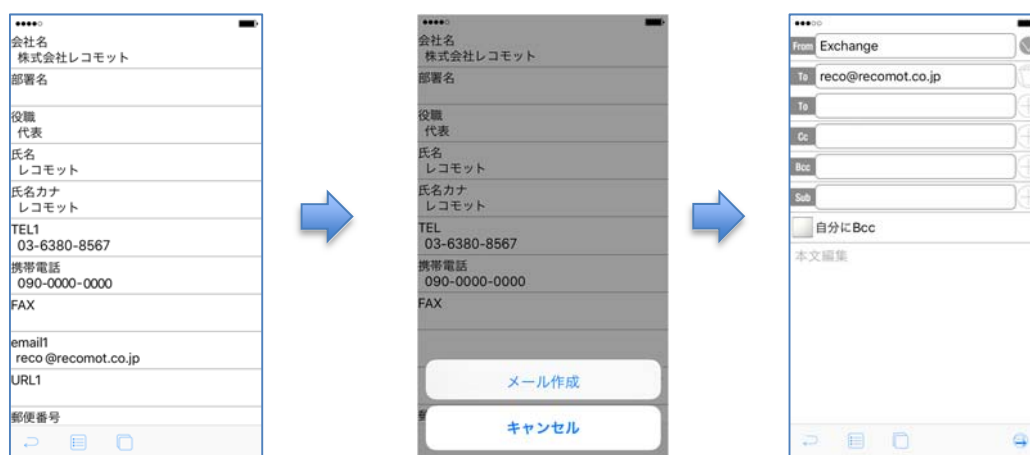 会社名
株式会社レコモット
部署名
役職
代表
氏名
レコモット
氏名カナ
レコモット
TEL1
03-6380-8567
携帯電話
090-0000-0000
FAX
email1
reco@recomot.co.jp
URL1
郵便番号
会社名
株式会社レコモット
部署名
役職
代表
氏名
レコモット
氏名カナ
レコモット
TEL
03-6380-8567
携帯電話
090-0000-0000
FAX
メール作成
キャンセル
From Exchange
To reco@recomot.co.jp
To
Cc
Bcc
Sub
自分にBcc
本文編集